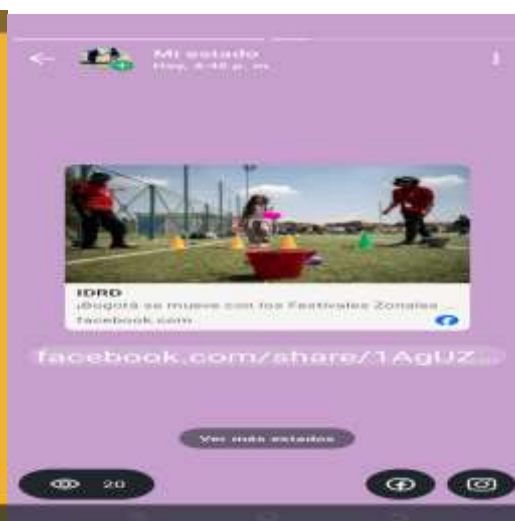 Mi estado
Hoy, 4:48 p. m.
IDRD
¡Bogotá se mueve con los Festivales Zonales ...
facebook.com
facebook.com/share/1AgUZ...
Ver más estados
20